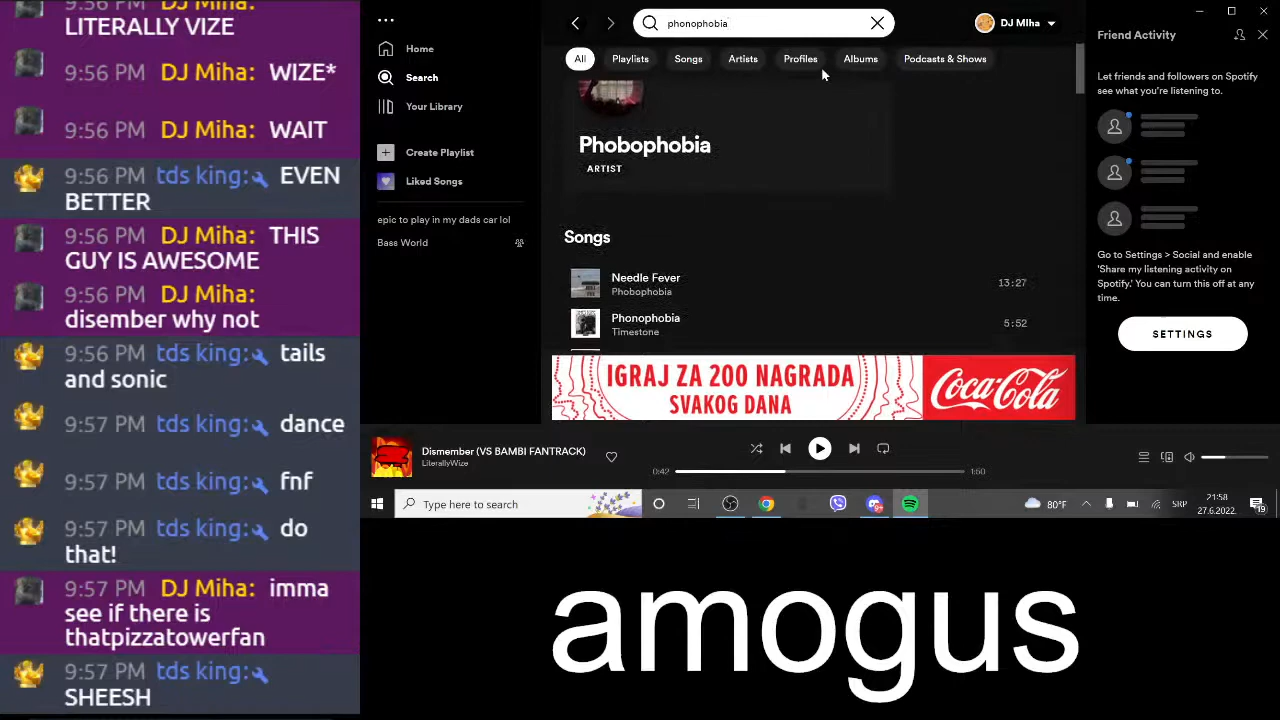 LITERALLY VIZE
9:56 PM DJ Miha: WIZE*
9:56 PM DJ Miha: WAIT
9:56 PM tds king: EVEN
BETTER
9:56 PM DJ Miha: THIS
GUY IS AWESOME
9:56 PM DJ Miha:
disember why not
9:56 PM tds king: tails
and sonic
9:57 PM tds king: dance
9:57 PM tds king: fnf
9:57 PM tds king: do
that!
9:57 PM DJ Miha: imma
see if there is
thatpizzatowerfan
9:57 PM tds king:
SHEESH
Home
Search
Your Library
Create Playlist
Liked Songs
epic to play in my dads car lol
Bass World
phonophobia
DJ Miha
All Playlists Songs Artists Profiles Albums Podcasts & Shows
Phobophobia
ARTIST
Songs
Needle Fever 13:27
Phobophobia
Phonophobia 5:52
Timestone
IGRAJ ZA 200 NAGRADA
SVAKOG DANA
Coca-Cola
Friend Activity
Let friends and followers on Spotify
see what you're listening to.
Go to Settings > Social and enable
'Share my listening activity on
Spotify.' You can turn this off at any
time.
SETTINGS
Dismember (VS BAMBI FANTRACK)
LiterallyWize
0:42 1:50
Type here to search
80°F SRP 21:58
27.6.2022. 19
amogus